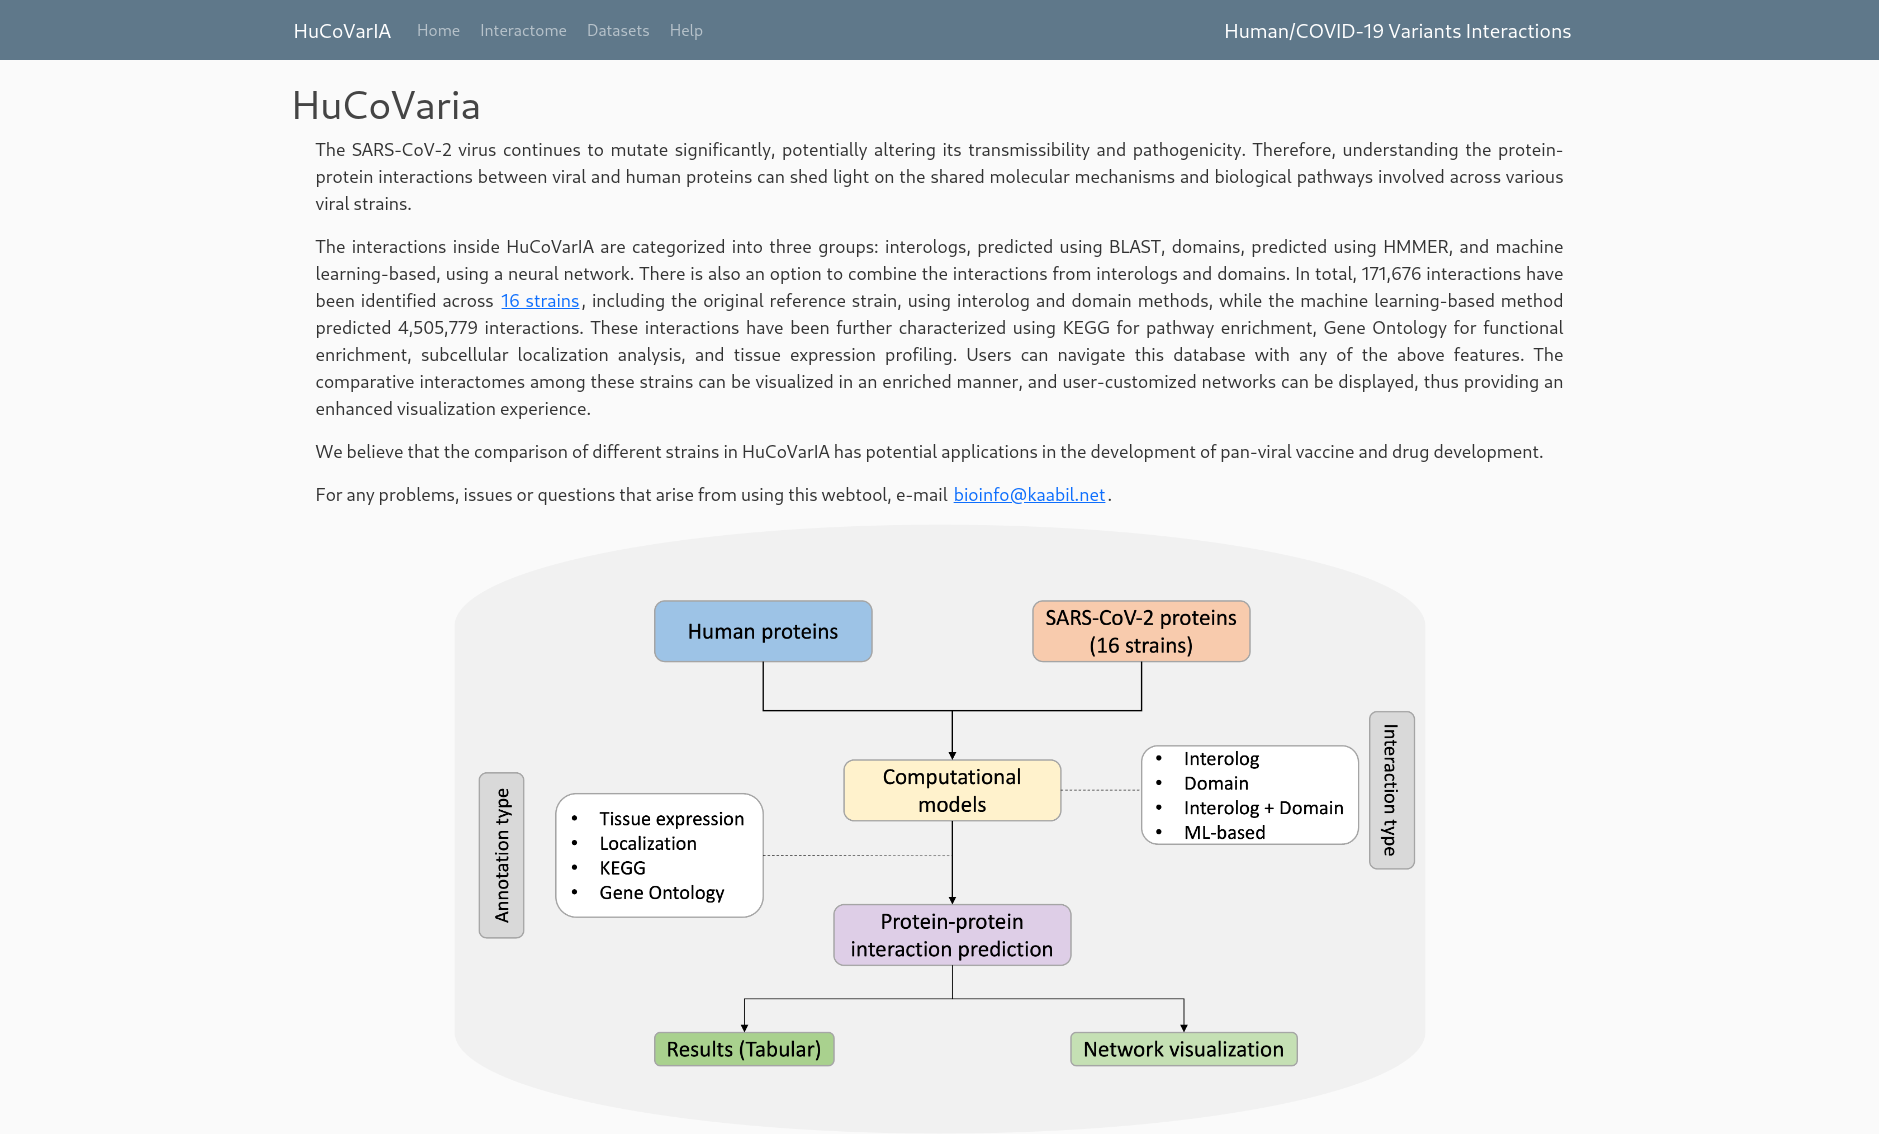 HuCoVarIA Home Interactome Datasets Help Human/COVID-19 Variants Interactions
HuCoVaria
The SARS-CoV-2 virus continues to mutate significantly, potentially altering its transmissibility and pathogenicity. Therefore, understanding the protein-
protein interactions between viral and human proteins can shed light on the shared molecular mechanisms and biological pathways involved across various
viral strains.
The interactions inside HuCoVarIA are categorized into three groups: interologs, predicted using BLAST, domains, predicted using HMMER, and machine
learning-based, using a neural network. There is also an option to combine the interactions from interologs and domains. In total, 171,676 interactions have
been identified across 16 strains, including the original reference strain, using interolog and domain methods, while the machine learning-based method
predicted 4,505,779 interactions. These interactions have been further characterized using KEGG for pathway enrichment, Gene Ontology for functional
enrichment, subcellular localization analysis, and tissue expression profiling. Users can navigate this database with any of the above features. The
comparative interactomes among these strains can be visualized in an enriched manner, and user-customized networks can be displayed, thus providing an
enhanced visualization experience.
We believe that the comparison of different strains in HuCoVarIA has potential applications in the development of pan-viral vaccine and drug development.
For any problems, issues or questions that arise from using this webtool, e-mail bioinfo@kaabil.net.
Human proteins
SARS-CoV-2 proteins
(16 strains)
Computational
models
• Interolog
• Domain
• Interolog + Domain
• ML-based
Interaction type
Annotation type
• Tissue expression
• Localization
• KEGG
• Gene Ontology
Protein-protein
interaction prediction
Results (Tabular)
Network visualization